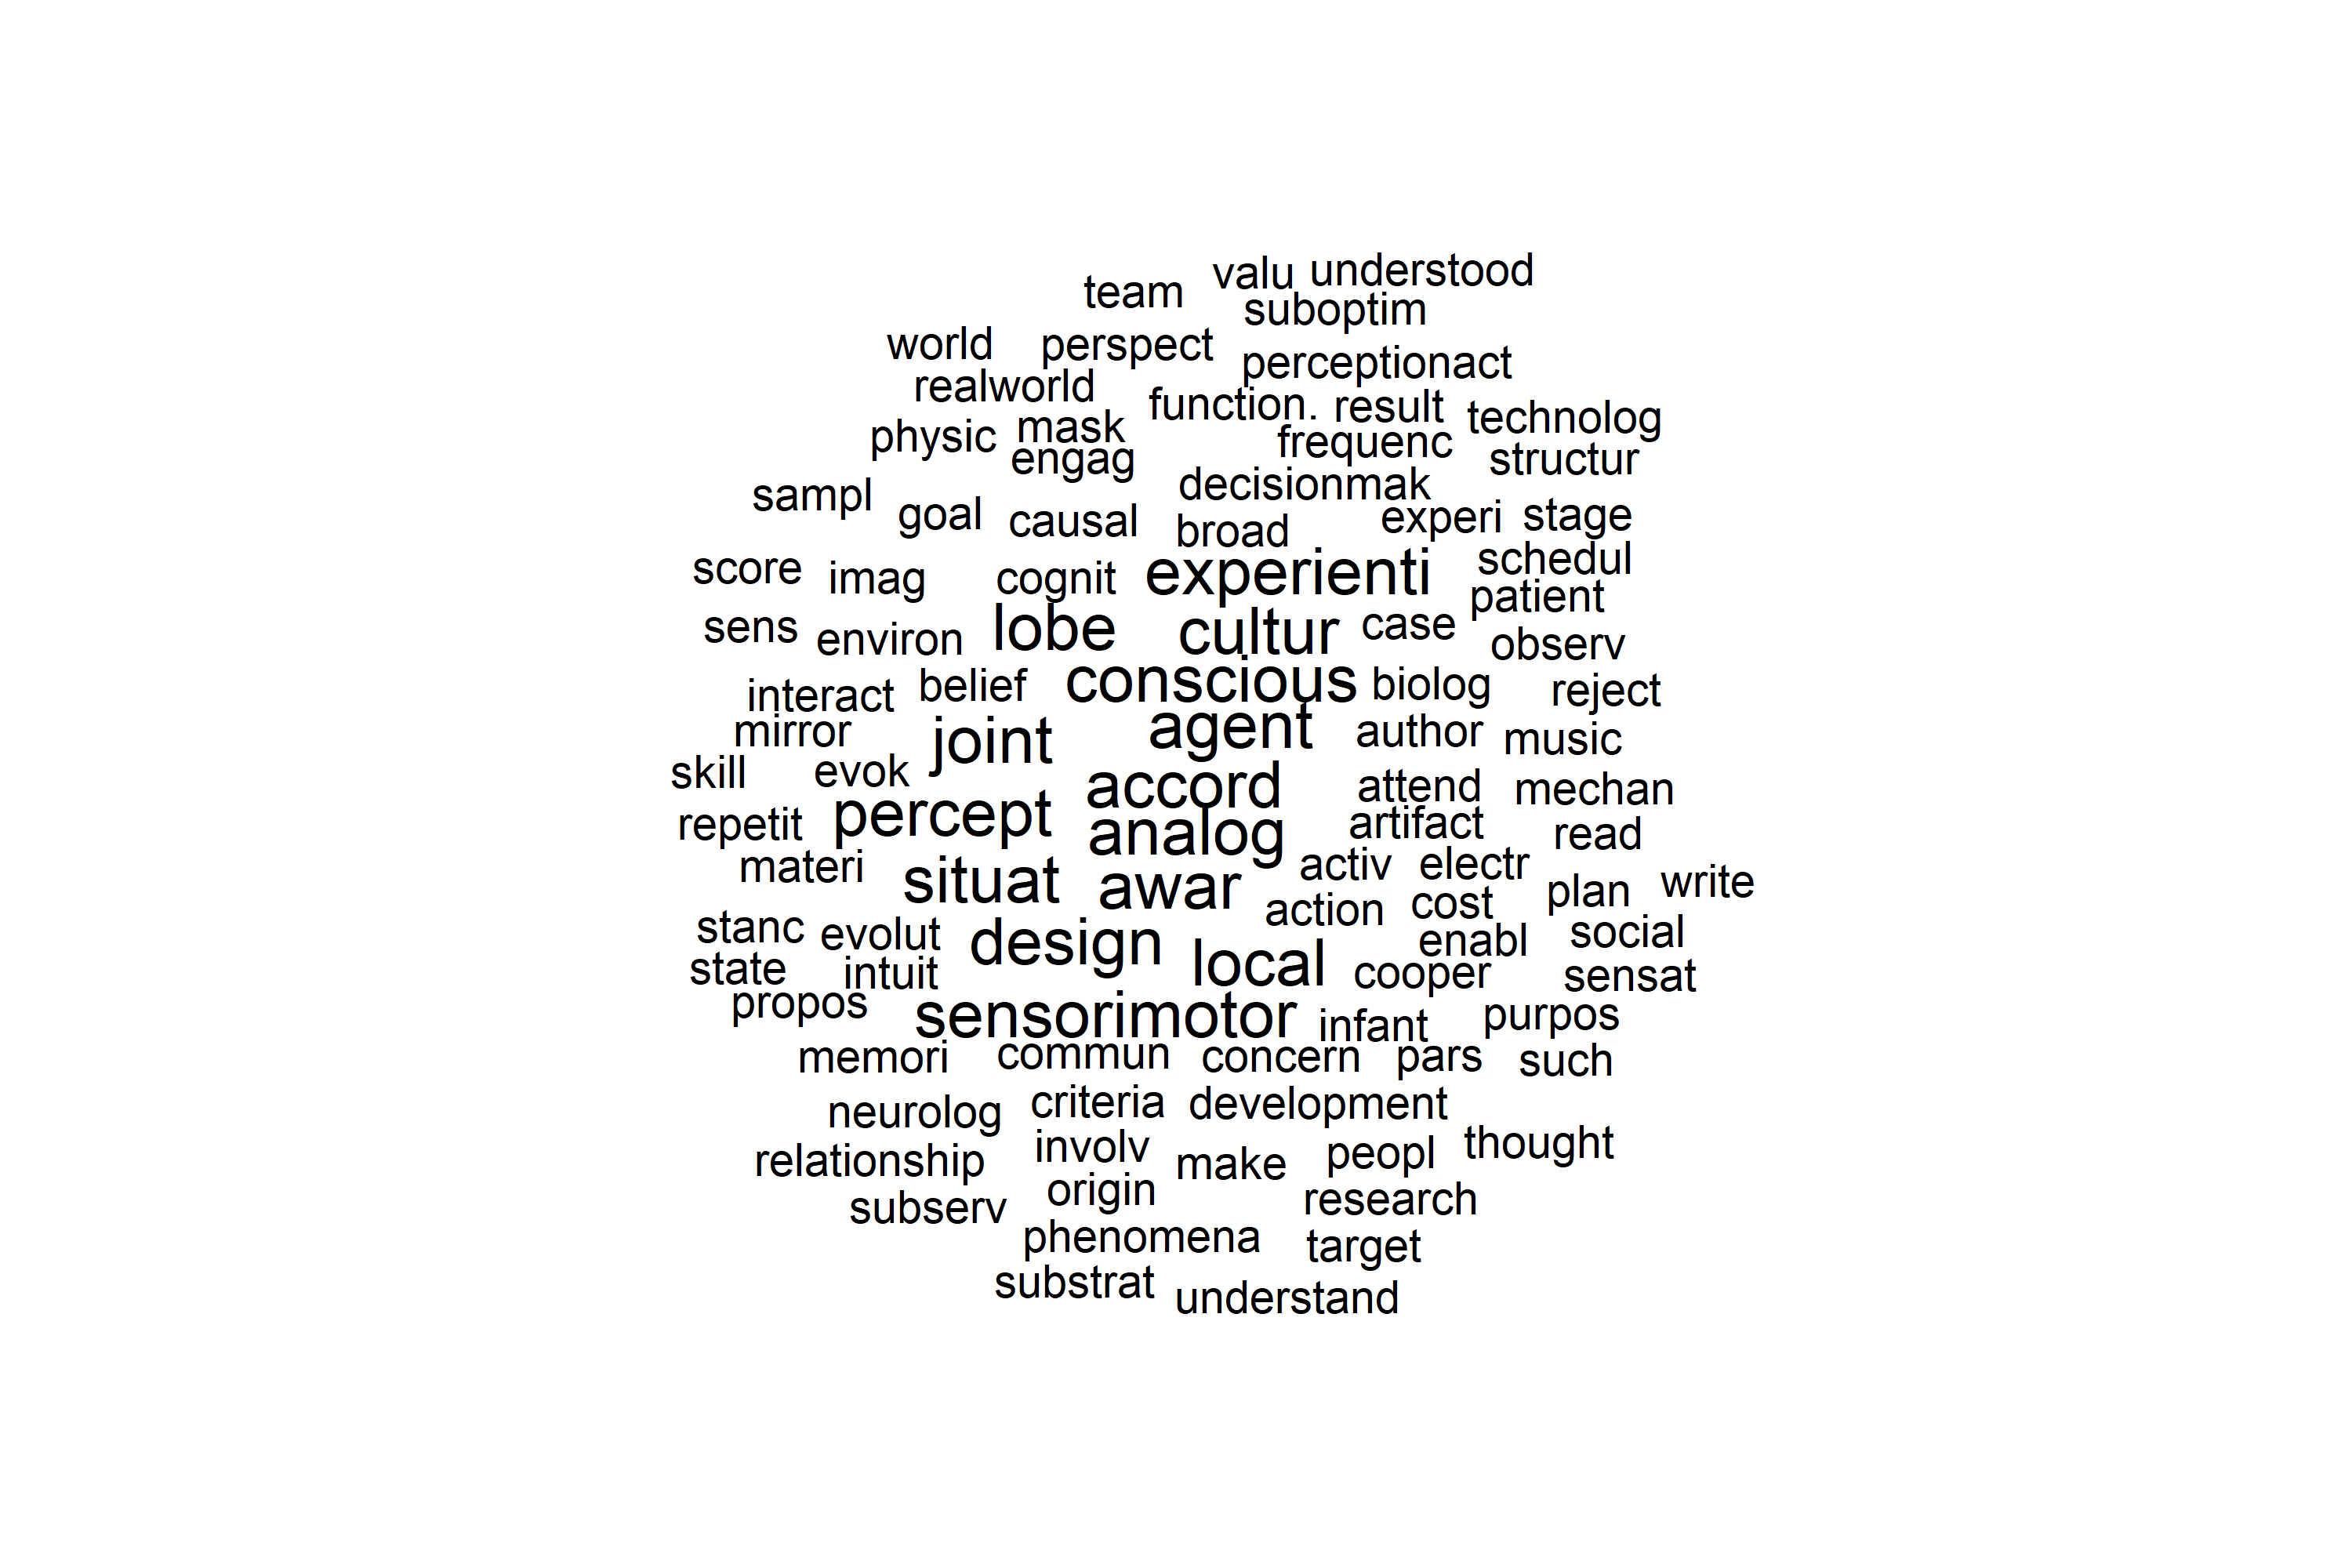 valu understood
team
suboptim
world perspect
perceptionact
realworld
function. result technolog
physic mask
engag frequenc structur
sampl decisionmak
goal causal broad experi stage
score imag cognit experienti schedul
patient
sens environ lobe cultur case observ
interact belief conscious biolog reject
mirror joint agent author music
skill evok accord attend mechan
repetit percept analog artifact read
materi situat awar activ electr plan write
action cost
stanc evolut design enabl social
state intuit local cooper sensat
propos sensorimotor infant purpos
memori commun concern pars such
neurolog criteria development
relationship involv make peopl thought
subserv origin research
phenomena target
substrat understand